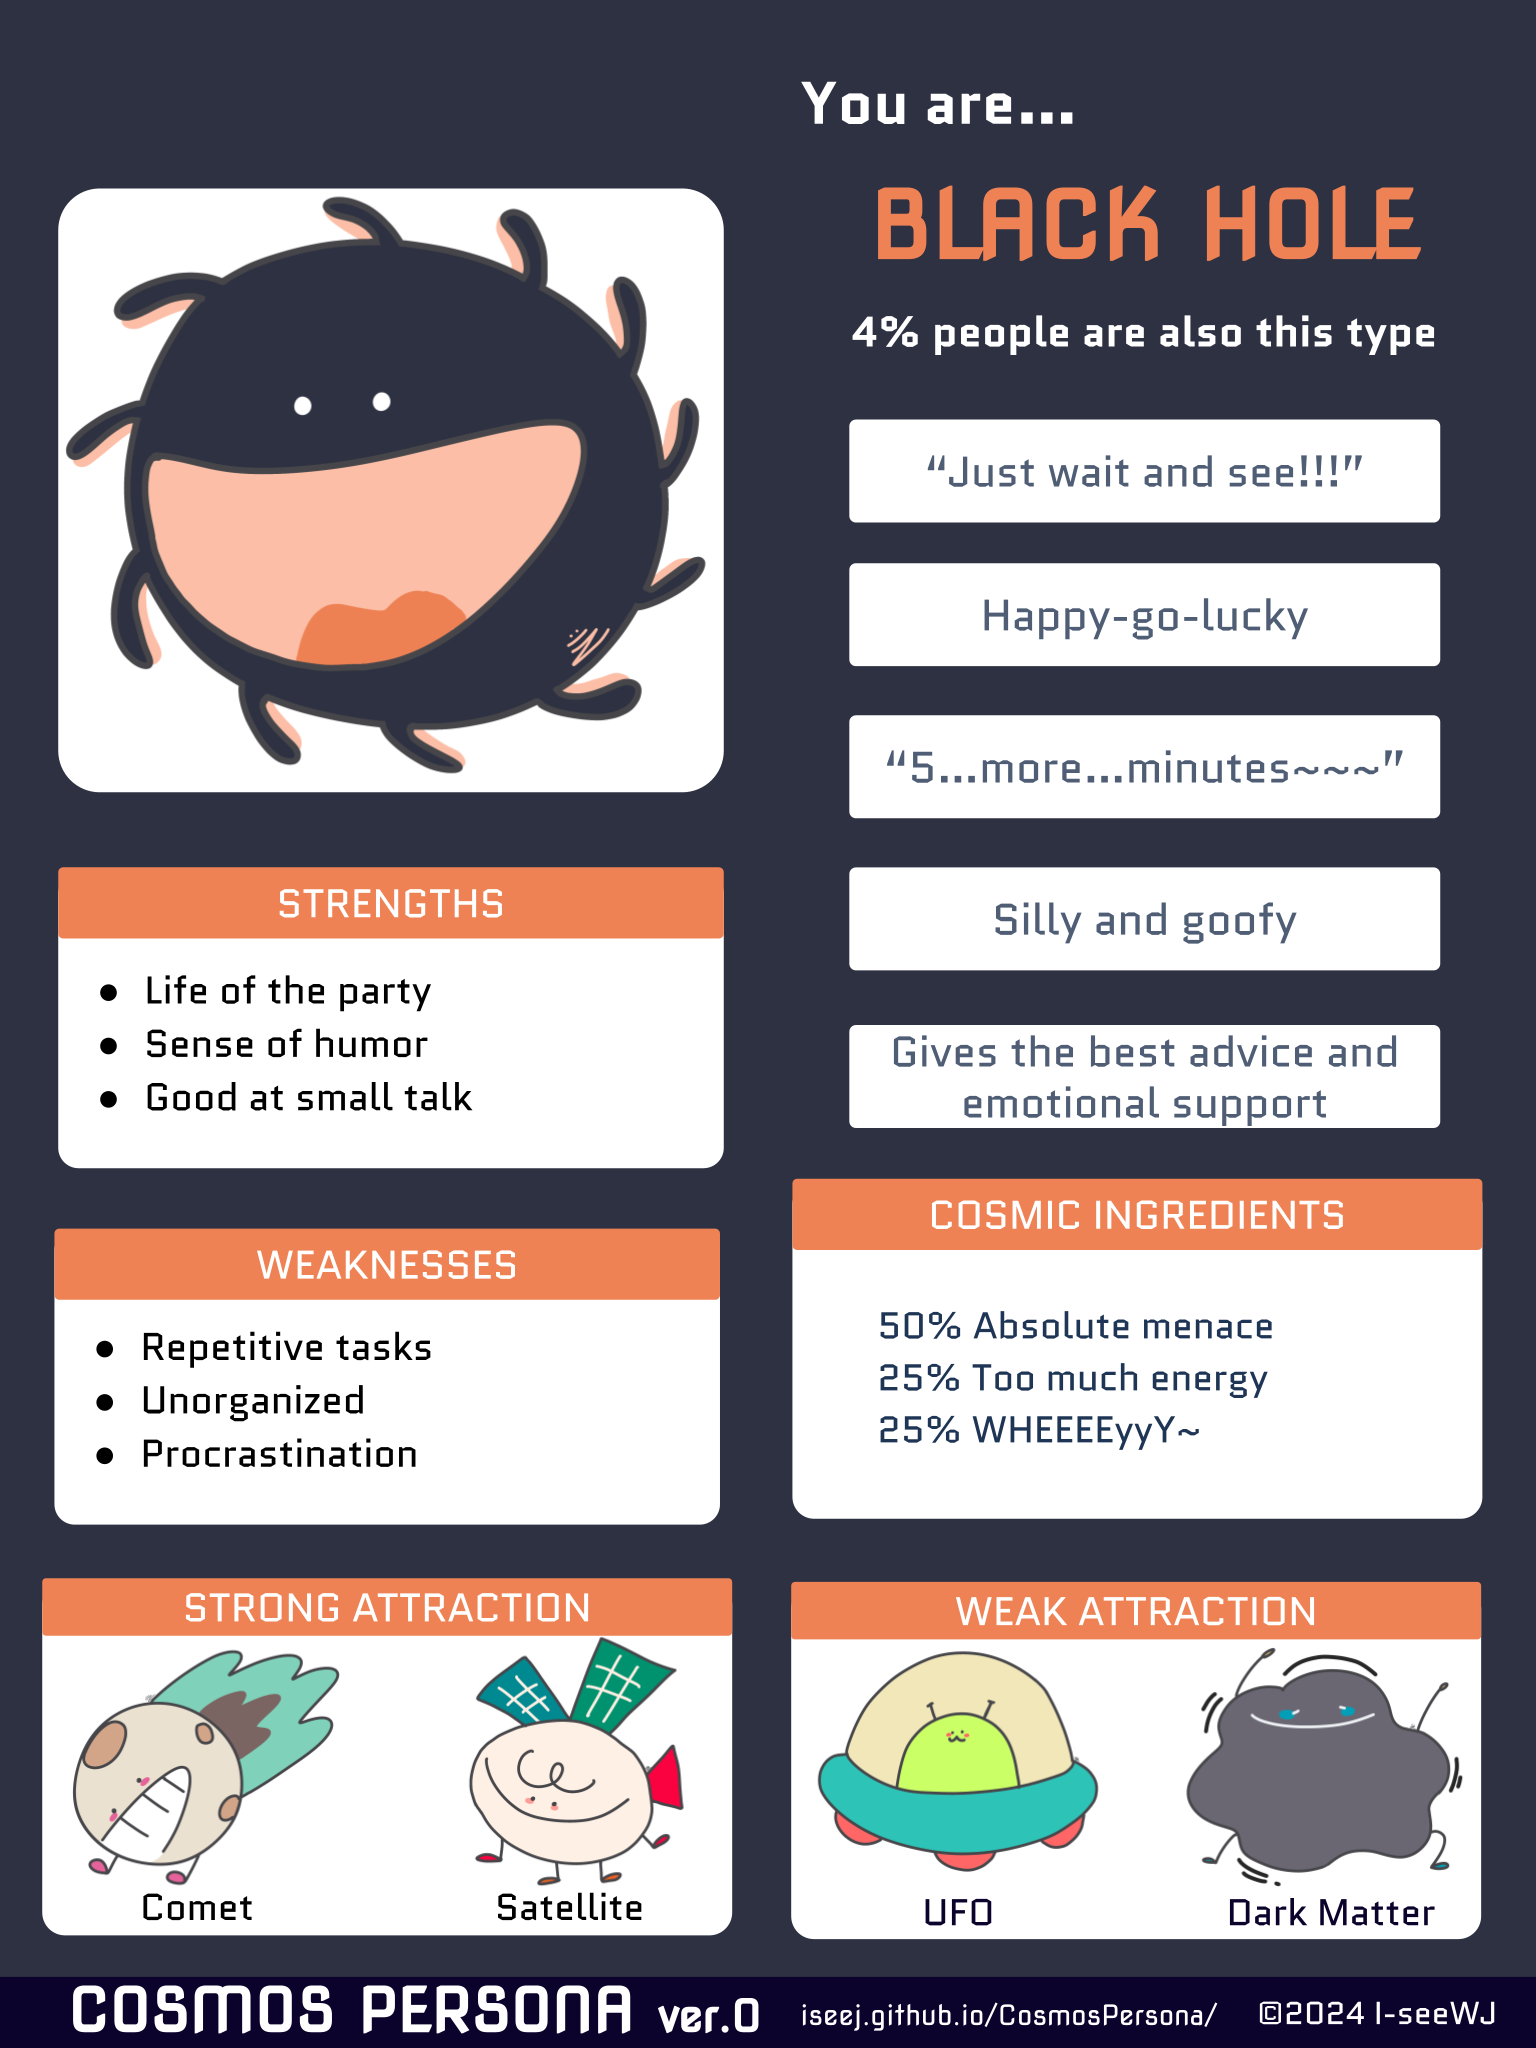 You are...
BLACK HOLE
4% people are also this type
“Just wait and see!!!”
Happy-go-lucky
“5...more...minutes~~~”
Silly and goofy
Gives the best advice and
emotional support
STRENGTHS
● Life of the party
● Sense of humor
● Good at small talk
WEAKNESSES
● Repetitive tasks
● Unorganized
● Procrastination
COSMIC INGREDIENTS
50% Absolute menace
25% Too much energy
25% WHEEEEyyY~
STRONG ATTRACTION
Comet
Satellite
WEAK ATTRACTION
UFO
Dark Matter
COSMOS PERSONA ver.0
iseej.github.io/CosmosPersona/
©2024 I-seeWJ